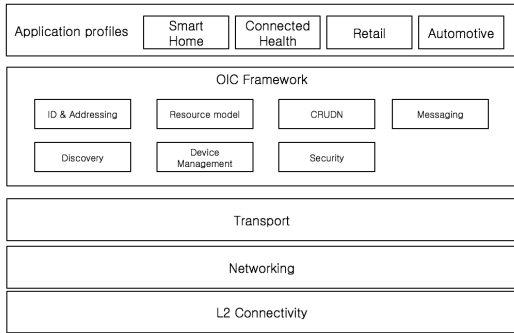 Application profiles
Smart
Home
Connected
Health
Retail
Automotive
OIC Framework
ID & Addressing
Resource model
CRUDN
Messaging
Discovery
Device
Management
Security
Transport
Networking
L2 Connectivity